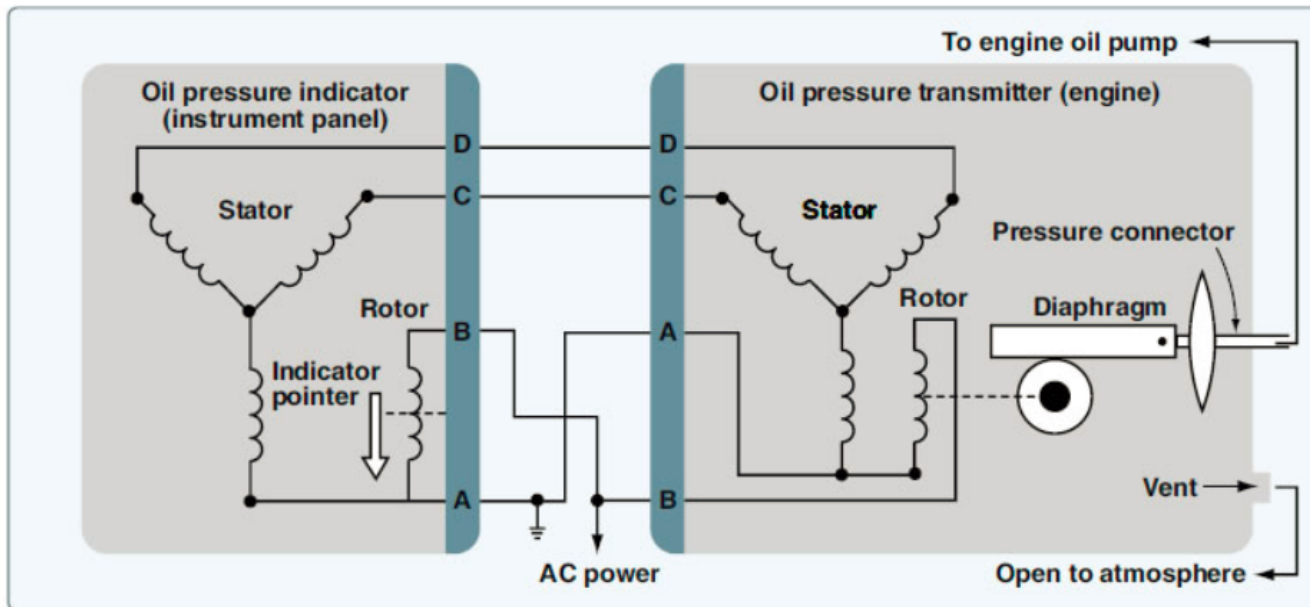 To engine oil pump
Oil pressure indicator
(instrument panel)
Oil pressure transmitter (engine)
D
D
C
C
Stator
Stator
Pressure connector
Rotor
Rotor
Diaphragm
B
A
Indicator
pointer
A
B
Vent
AC power
Open to atmosphere